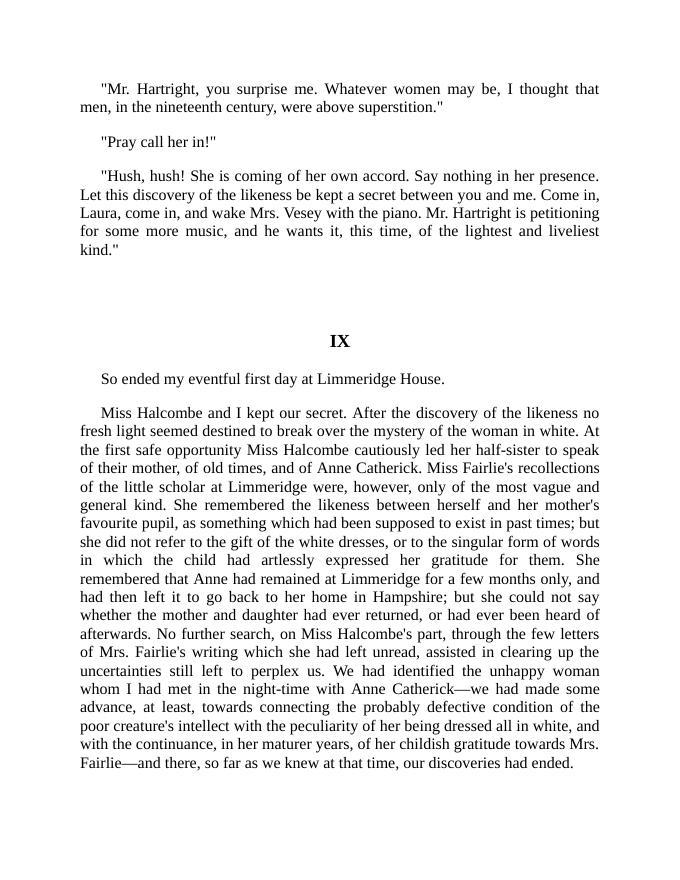 "Mr. Hartright, you surprise me. Whatever women may be, I thought that
men, in the nineteenth century, were above superstition."
"Pray call her in!"
"Hush, hush! She is coming of her own accord. Say nothing in her presence.
Let this discovery of the likeness be kept a secret between you and me. Come in,
Laura, come in, and wake Mrs. Vesey with the piano. Mr. Hartright is petitioning
for some more music, and he wants it, this time, of the lightest and liveliest
kind."
IX
So ended my eventful first day at Limmeridge House.
Miss Halcombe and I kept our secret. After the discovery of the likeness no
fresh light seemed destined to break over the mystery of the woman in white. At
the first safe opportunity Miss Halcombe cautiously led her half-sister to speak
of their mother, of old times, and of Anne Catherick. Miss Fairlie's recollections
of the little scholar at Limmeridge were, however, only of the most vague and
general kind. She remembered the likeness between herself and her mother's
favourite pupil, as something which had been supposed to exist in past times; but
she did not refer to the gift of the white dresses, or to the singular form of words
in which the child had artlessly expressed her gratitude for them. She
remembered that Anne had remained at Limmeridge for a few months only, and
had then left it to go back to her home in Hampshire; but she could not say
whether the mother and daughter had ever returned, or had ever been heard of
afterwards. No further search, on Miss Halcombe's part, through the few letters
of Mrs. Fairlie's writing which she had left unread, assisted in clearing up the
uncertainties still left to perplex us. We had identified the unhappy woman
whom I had met in the night-time with Anne Catherick—we had made some
advance, at least, towards connecting the probably defective condition of the
poor creature's intellect with the peculiarity of her being dressed all in white, and
with the continuance, in her maturer years, of her childish gratitude towards Mrs.
Fairlie—and there, so far as we knew at that time, our discoveries had ended.